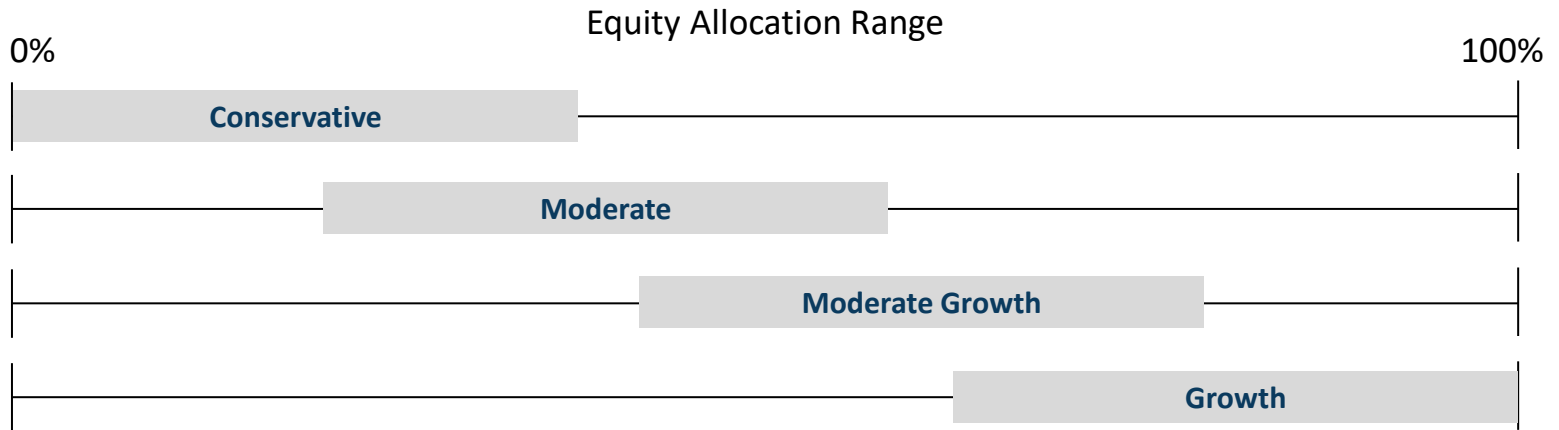 Equity Allocation Range
0%
100%
Conservative
Moderate
Moderate Growth
Growth